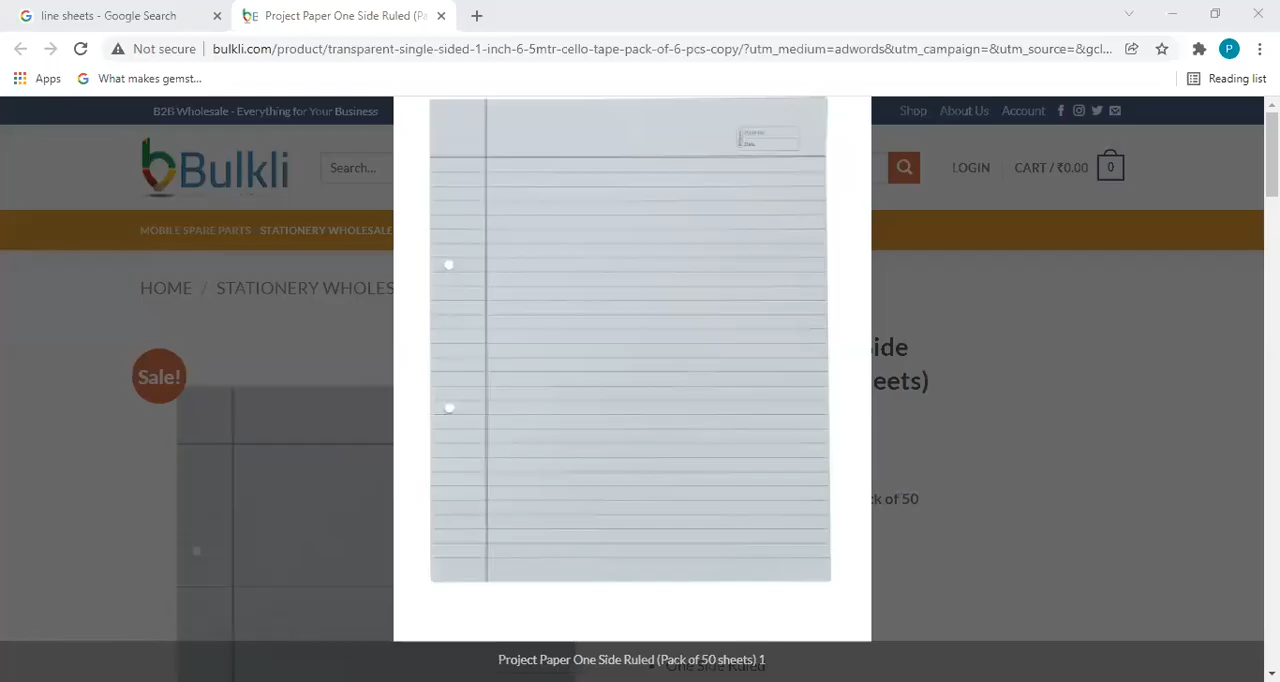 line sheets - Google Search
Project Paper One Side Ruled (Pa
Not secure
bulkli.com/product/transparent-single-sided-1-inch-6-5mtr-cello-tape-pack-of-6-pcs-copy/?utm_medium=adwords&utm_campaign=&utm_source=&gcl...
P
Apps
What makes gemst...
Reading list
B2B Wholesale - Everything for Your Business
Shop
About Us
Account
Bulkli
Search...
LOGIN
CART / ₹0.00
0
MOBILE SPARE PARTS
STATIONERY WHOLESALE
HOME / STATIONERY WHOLES
Sale!
Date
ide
eets)
ck of 50
One Side Ruled
Project Paper One Side Ruled (Pack of 50 sheets) 1